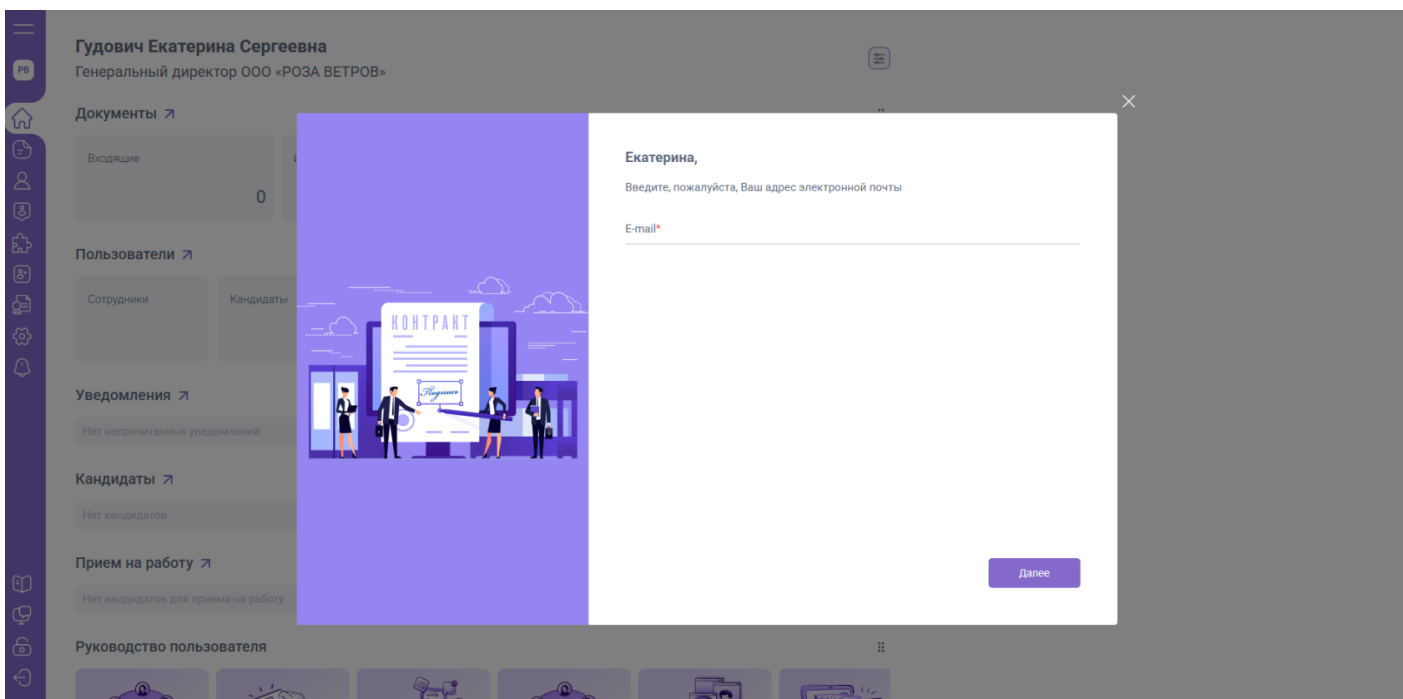 Гудович Екатерина Сергеевна
РВ
Генеральный директор ООО «РОЗА ВЕТРОВ»
Документы
Входящие
0
Пользователи
Сотрудники
Кандидаты
Уведомления
Нет непрочитанных уведомлений
Кандидаты
Нет кандидатов
Прием на работу
Нет кандидатов для приема на работу
Руководство пользователя
КОНТРАКТ
Подпись
Екатерина,
Введите, пожалуйста, Ваш адрес электронной почты
E-mail*
Далее